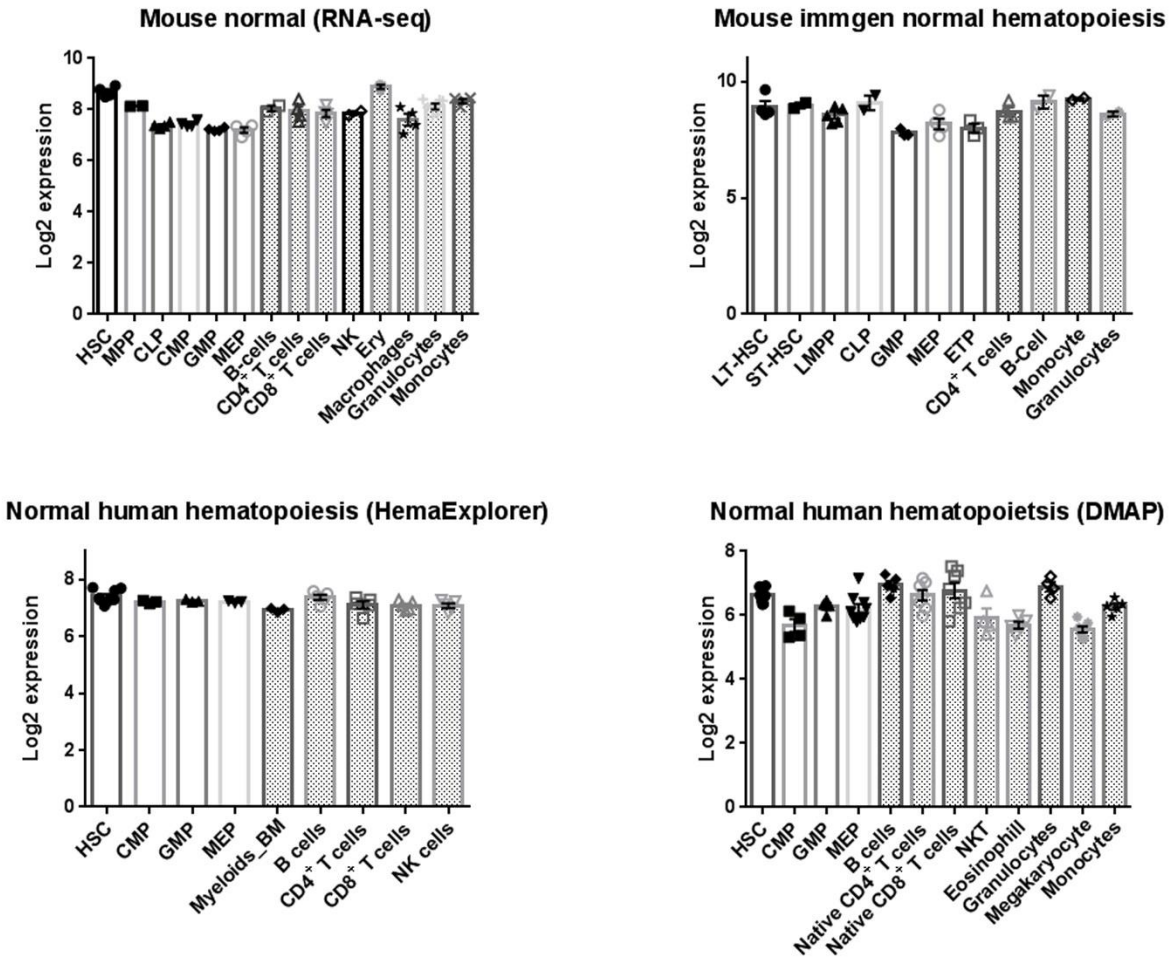 Mouse normal (RNA-seq)
Log2 expression
10
8
6
4
2
0
HSC
MPP
CLP
CMP
GMP
MEP
B-cells
CD4+ T cells
CD8+ T cells
NK
Ery
Macrophages
Granulocytes
Monocytes
Mouse immgen normal hematopoiesis
Log2 expression
10
5
0
LT-HSC
ST-HSC
LMPP
CLP
GMP
MEP
ETP
CD4+ T cells
B-Cell
Monocyte
Granulocytes
Normal human hematopoiesis (HemaExplorer)
Log2 expression
8
6
4
2
0
HSC
CMP
GMP
MEP
Myeloids_BM
B cells
CD4+ T cells
CD8+ T cells
NK cells
Normal human hematopoietsis (DMAP)
Log2 expression
8
6
4
2
0
HSC
CMP
GMP
MEP
B cells
Native CD4+ T cells
Native CD8+ T cells
NKT
Eosinophill
Granulocytes
Megakaryocyte
Monocytes